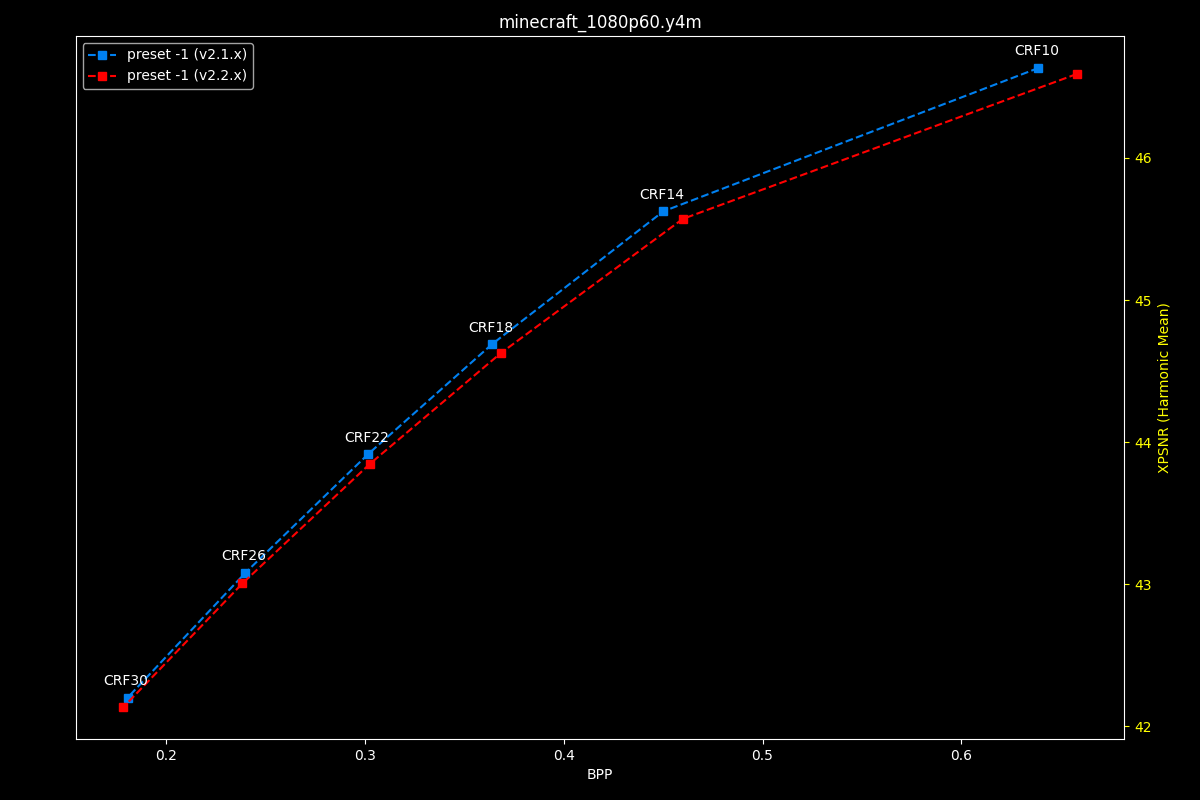 minecraft_1080p60.y4m
preset -1 (v2.1.x)
preset -1 (v2.2.x)
CRF10
CRF14
CRF18
CRF22
CRF26
CRF30
46
45
44
43
42
XPSNR (Harmonic Mean)
0.2 0.3 0.4 0.5 0.6
BPP